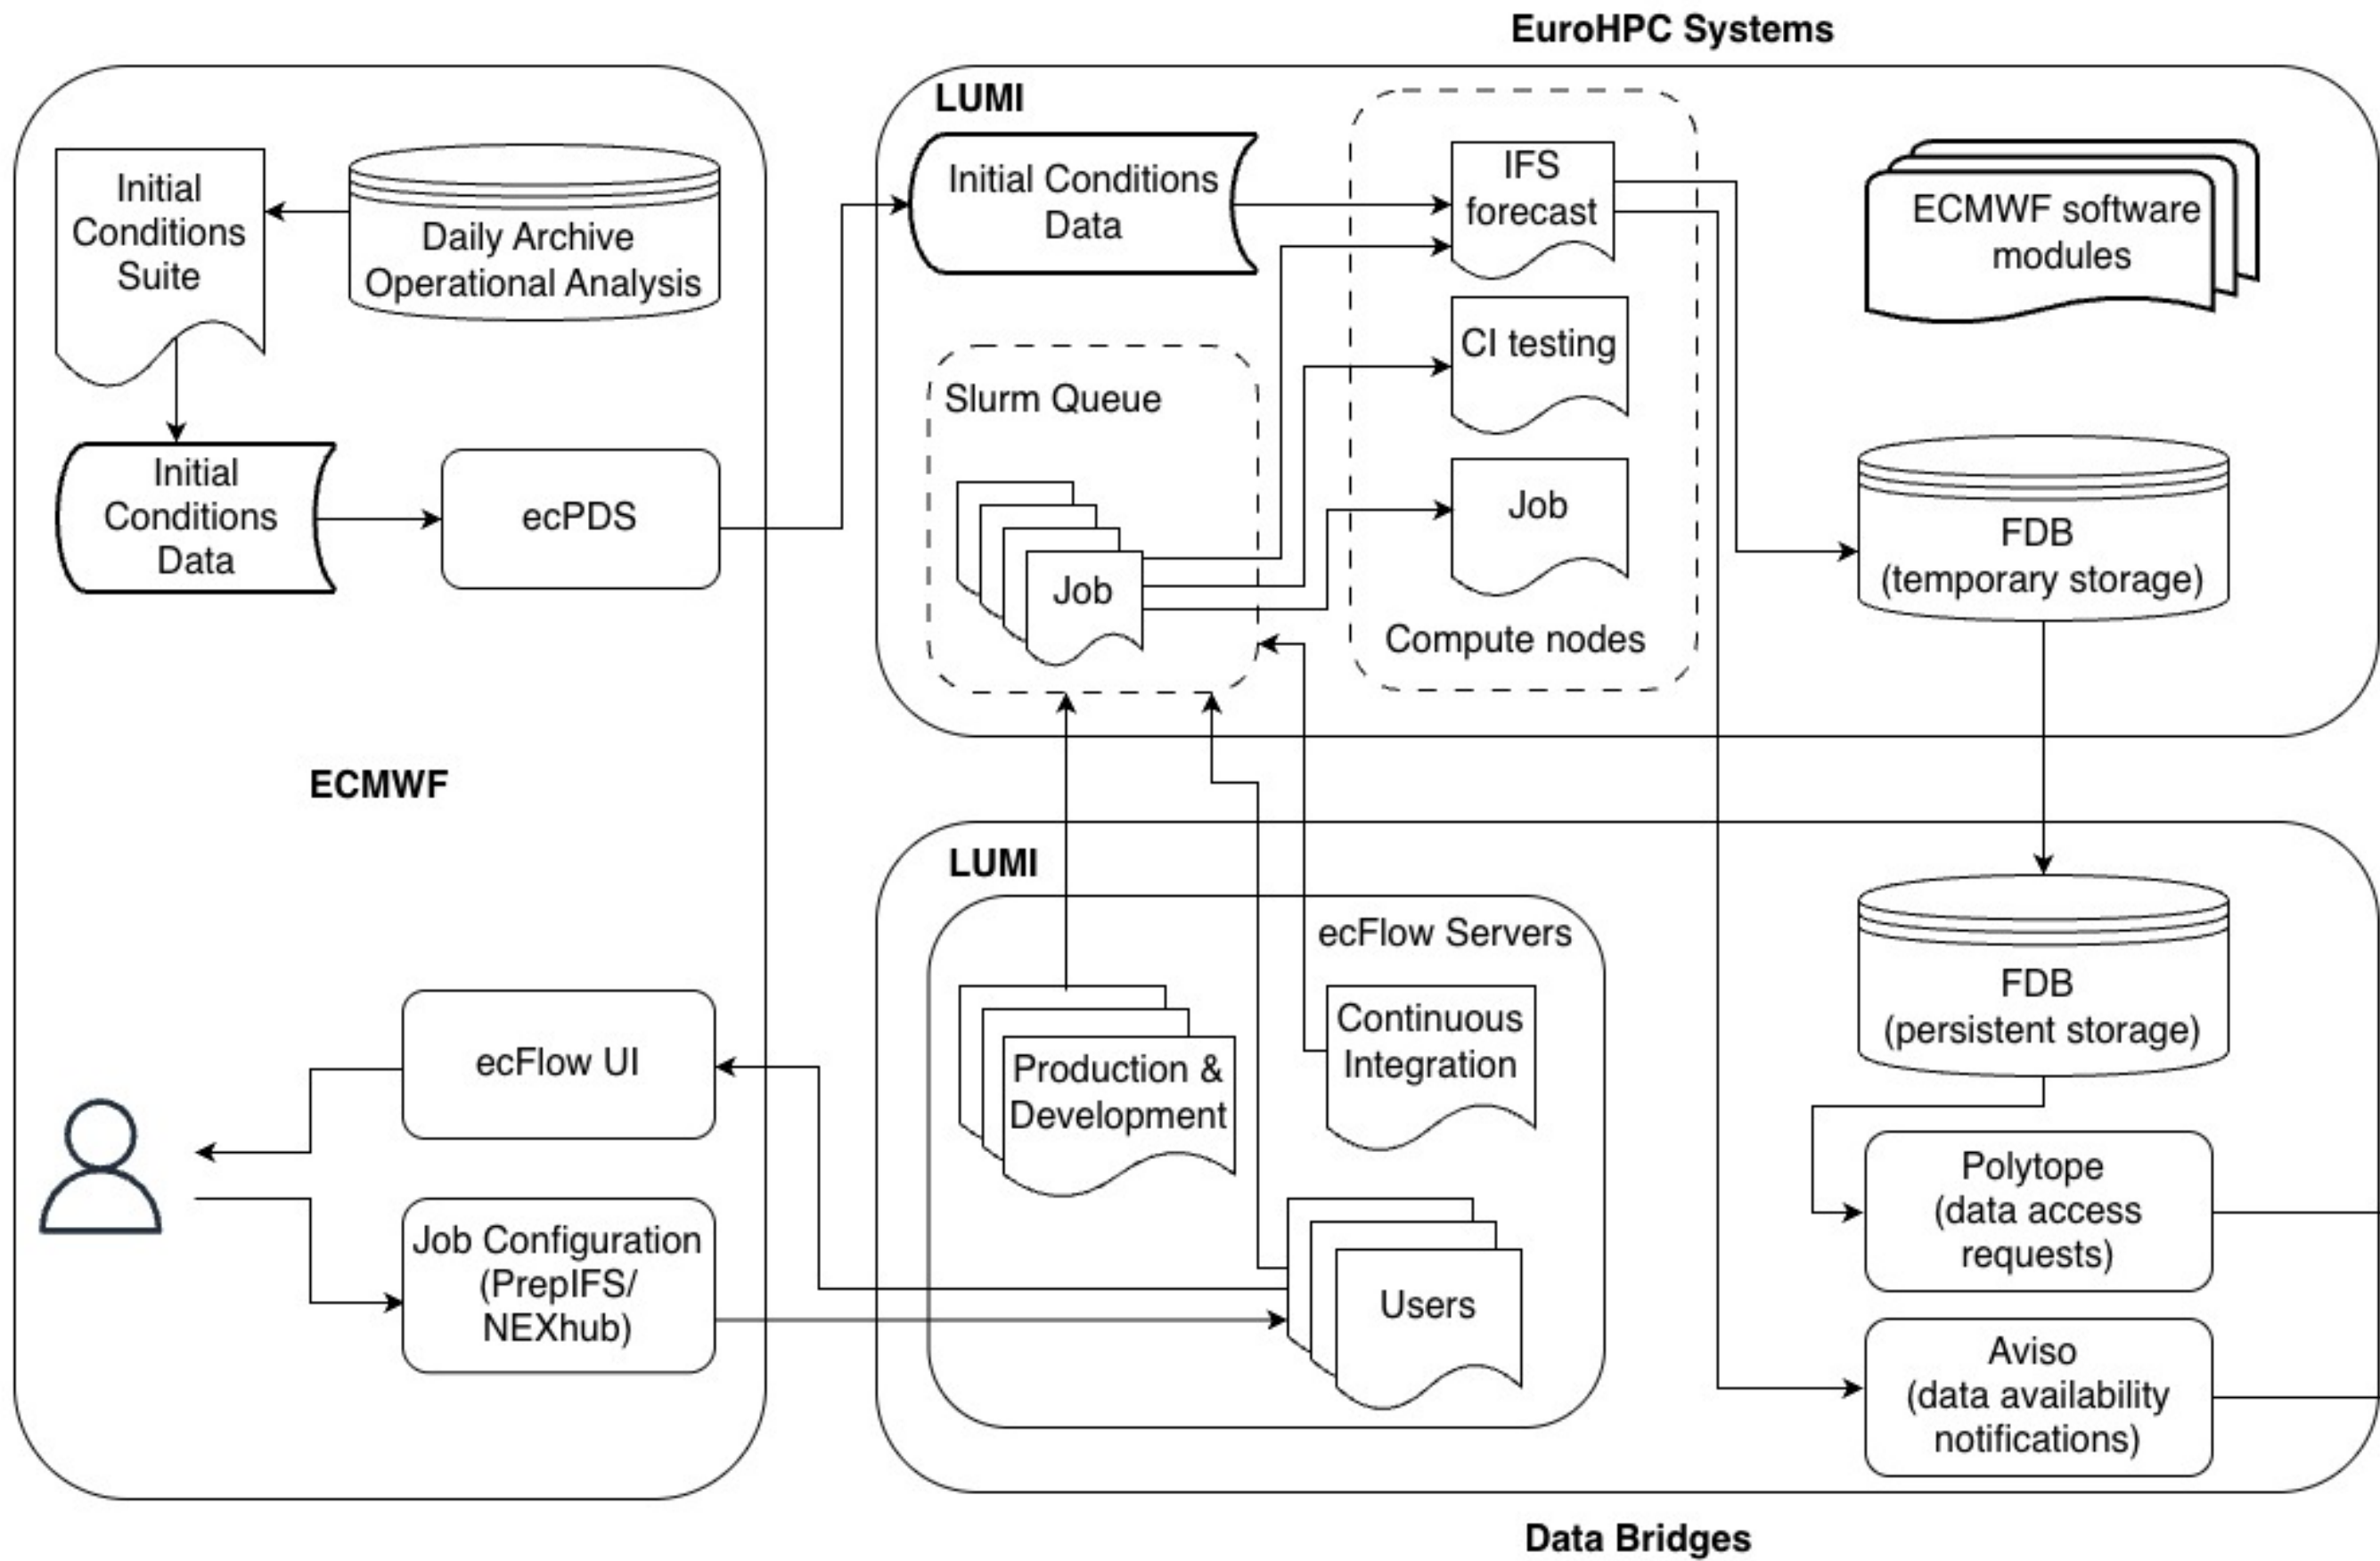 EuroHPC Systems
LUMI
Initial
Conditions
Suite
Daily Archive
Operational Analysis
Initial Conditions
Data
IFS
forecast
ECMWF software
modules
CI testing
Slurm Queue
Initial
Conditions
Data
ecPDS
Job
Job
FDB
(temporary storage)
Compute nodes
ECMWF
LUMI
ecFlow Servers
FDB
(persistent storage)
Continuous
Integration
Production &
Development
ecFlow UI
Polytope
(data access
requests)
Job Configuration
(PrepIFS/
NEXhub)
Users
Aviso
(data availability
notifications)
Data Bridges